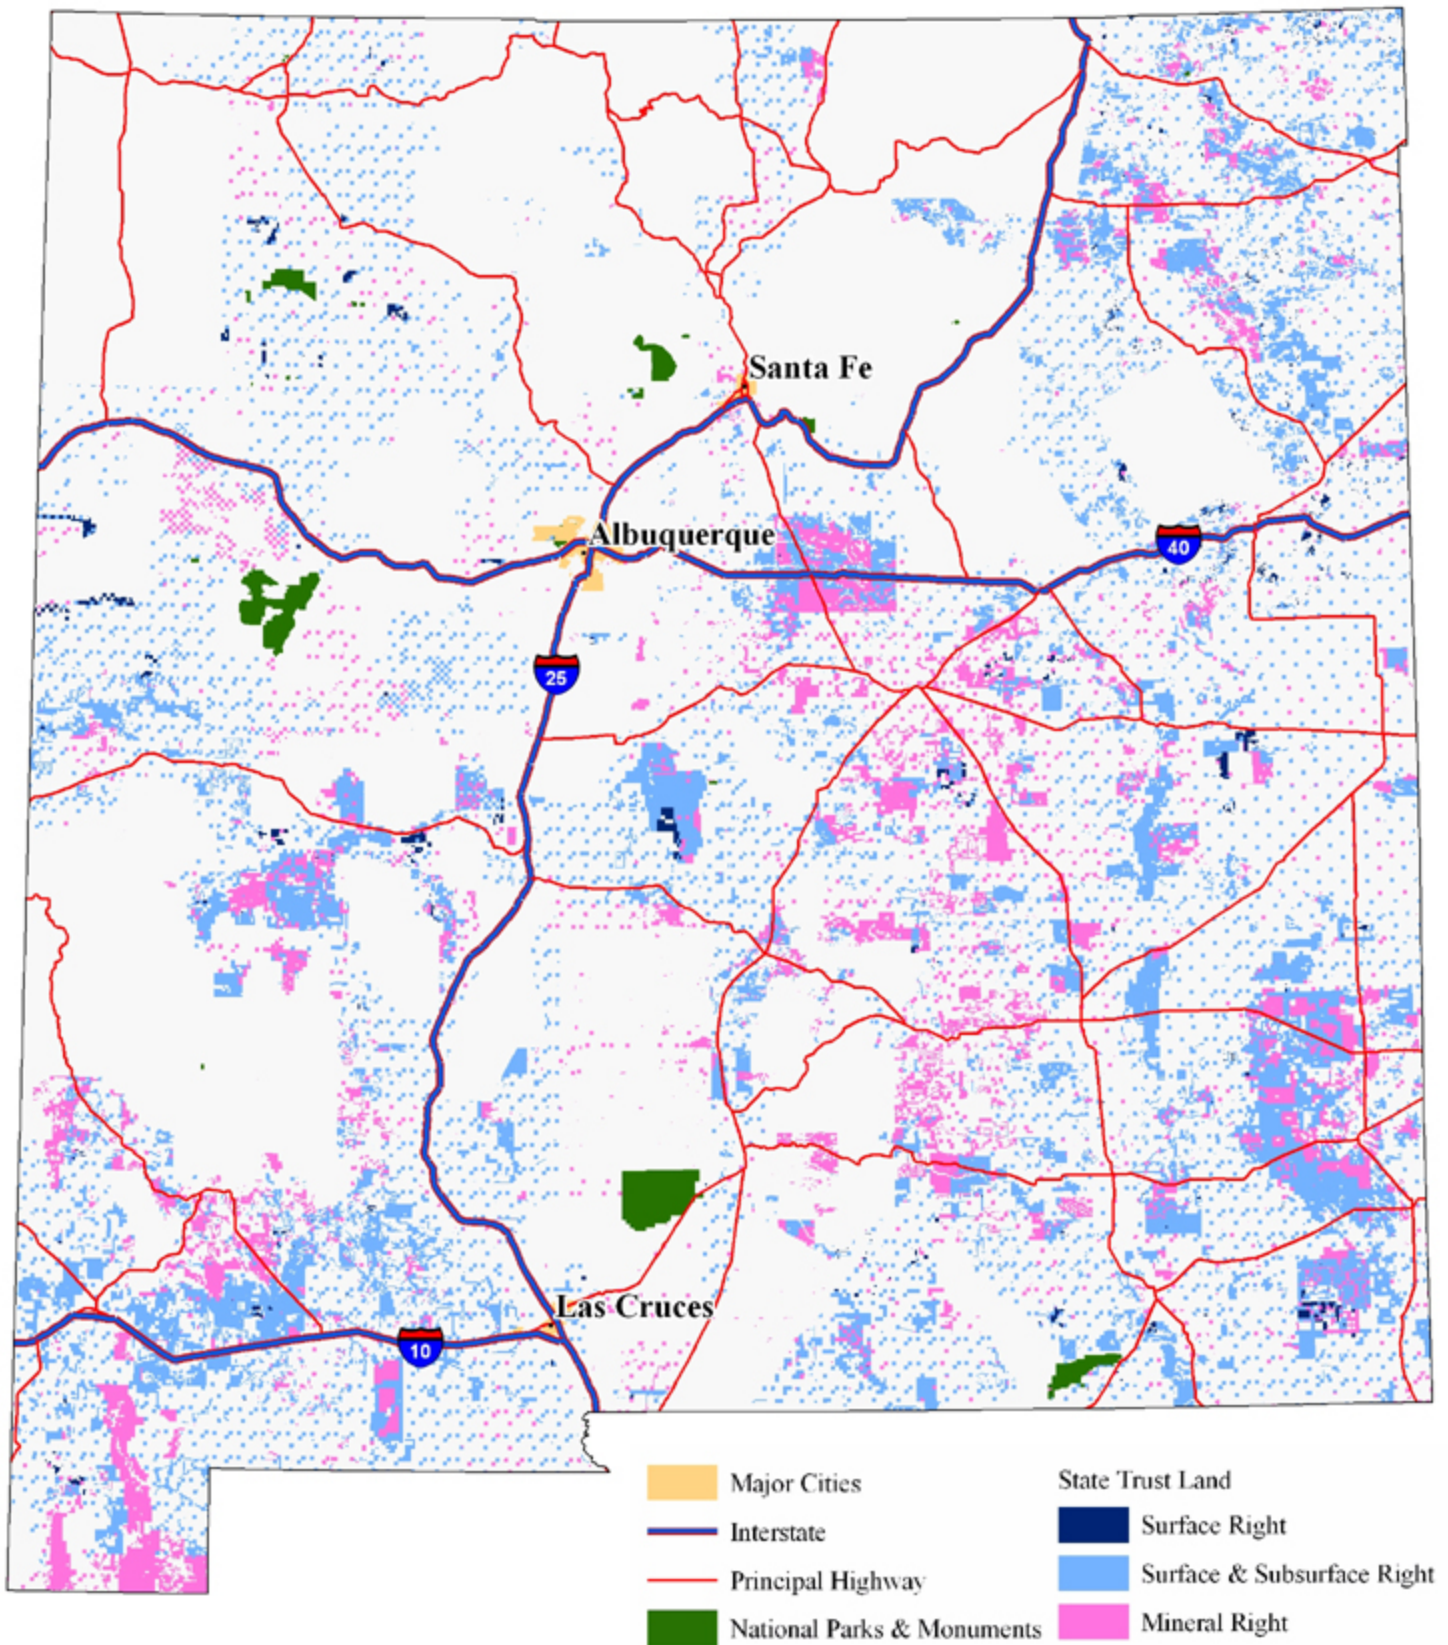 Santa Fe
Albuquerque
40
25
Las Cruces
10
Major Cities
Interstate
Principal Highway
National Parks & Monuments
State Trust Land
Surface Right
Surface & Subsurface Right
Mineral Right